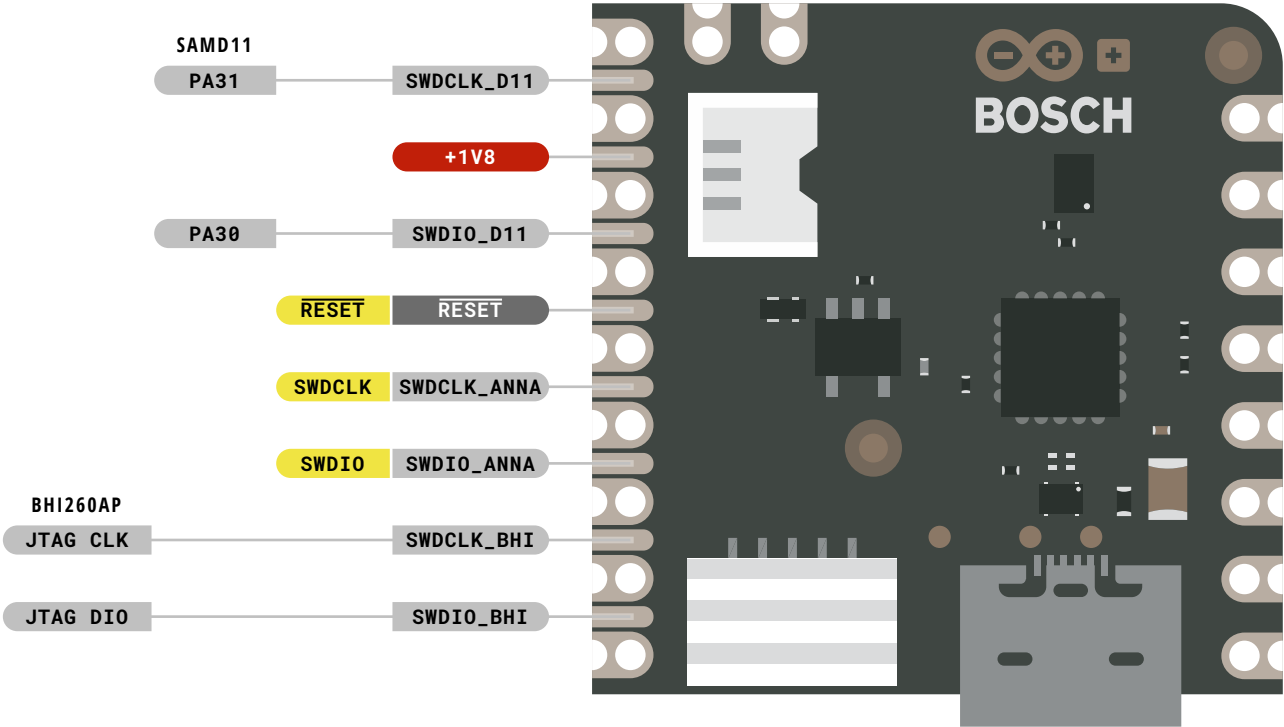 SAMD11
PA31 SWDCLK_D11
+1V8
PA30 SWDIO_D11
RESET RESET
SWDCLK SWDCLK_ANNA
SWDIO SWDIO_ANNA
BHI260AP
JTAG CLK SWDCLK_BHI
JTAG DIO SWDIO_BHI
BOSCH